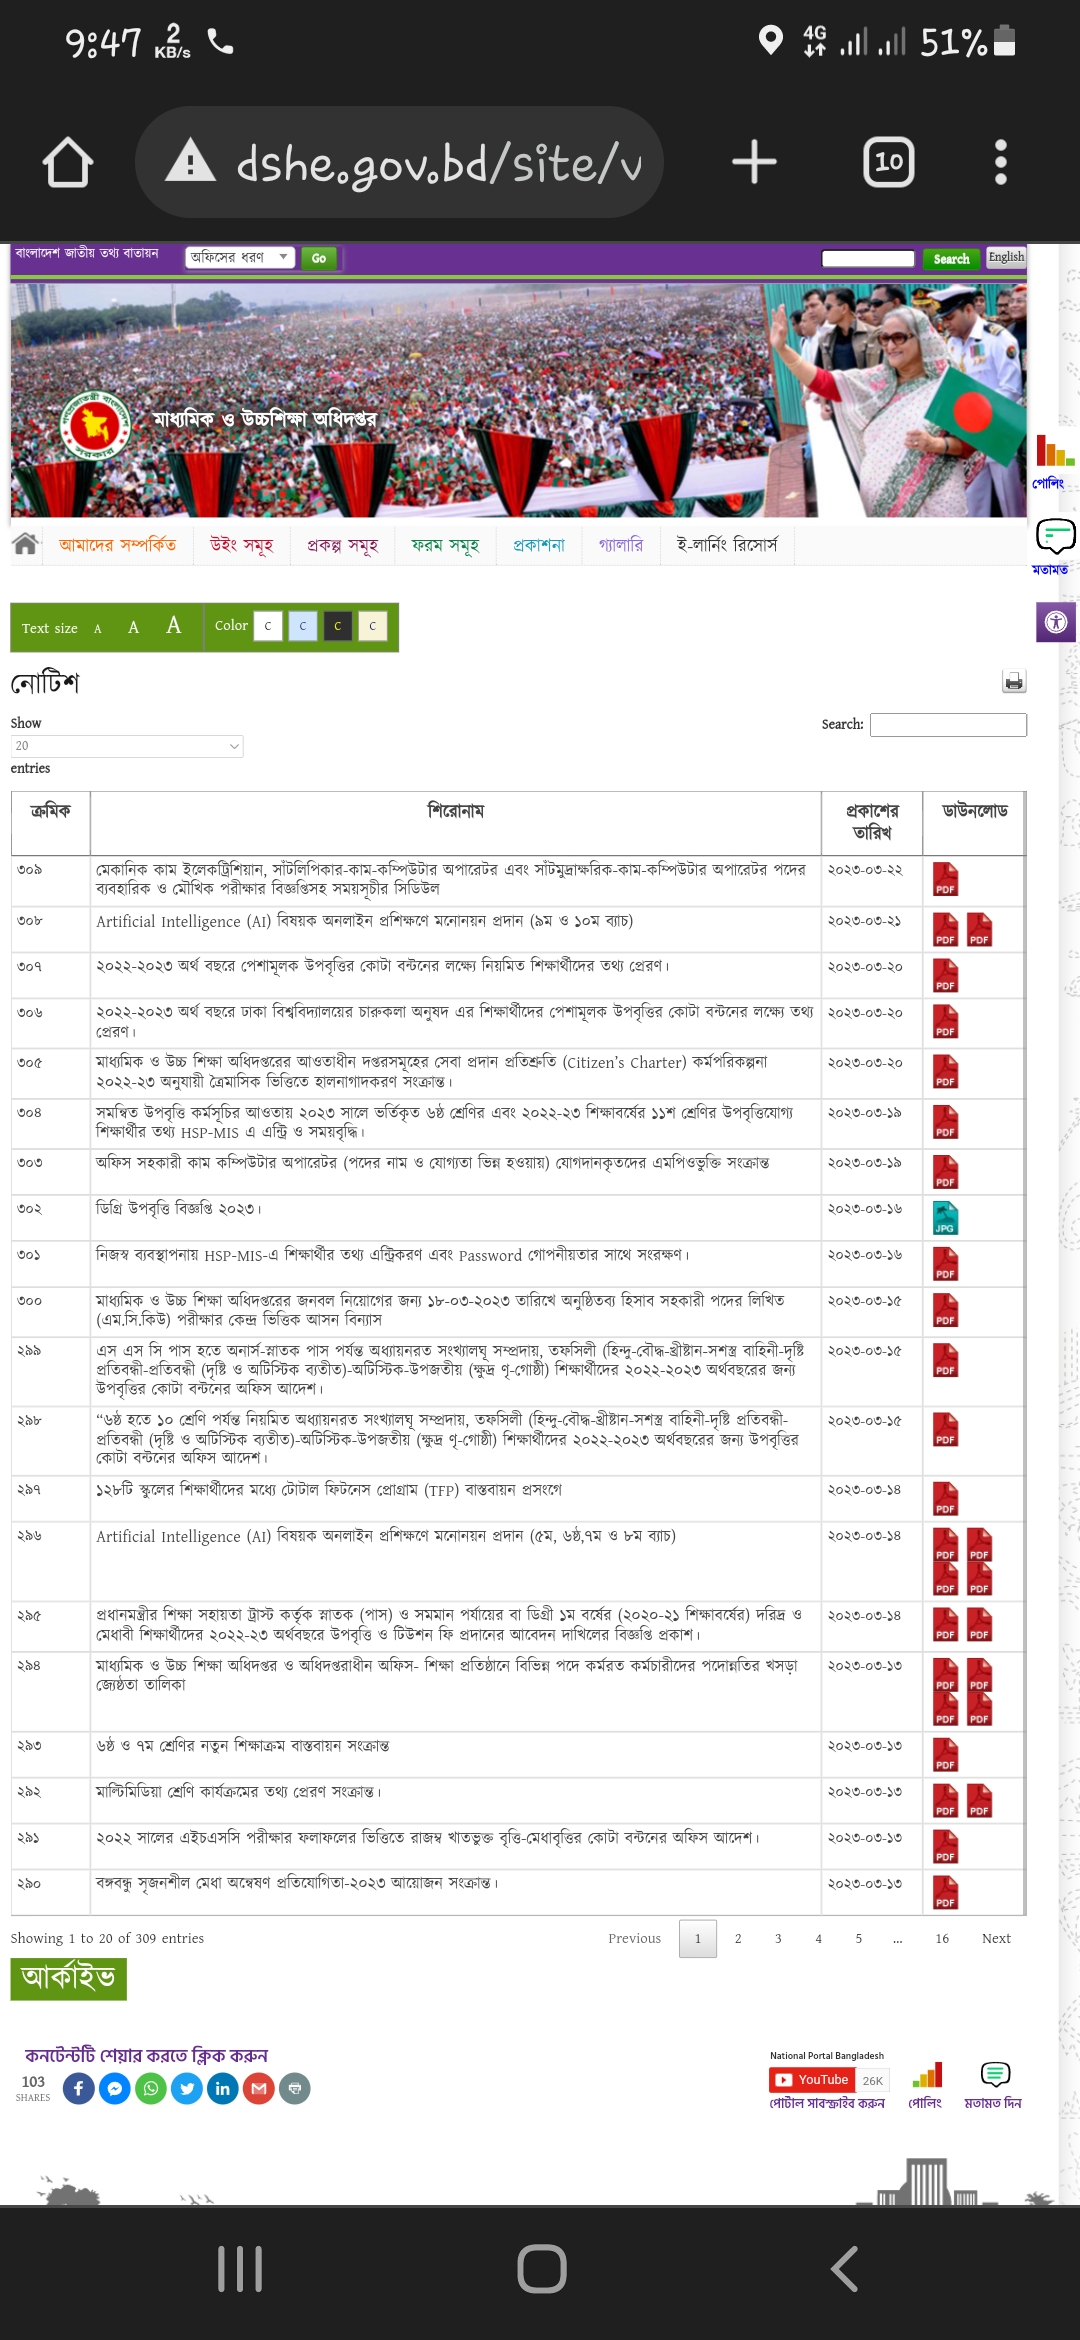 9:47 2 KB/s 4G 51%
dshe.gov.bd/site/v 10
বাংলাদেশ জাতীয় তথ্য বাতায়ন অফিসের ধরণ Go Search English
মাধ্যমিক ও উচ্চশিক্ষা অধিদপ্তর
পোলিং
মতামত
আমাদের সম্পর্কিত উইং সমূহ প্রকল্প সমূহ ফরম সমূহ প্রকাশনা গ্যালারি ই-লার্নিং রিসোর্স
Text size A A A Color C C C C
নোটিশ
Show
20
entries
Search:
ক্রমিক শিরোনাম প্রকাশের তারিখ ডাউনলোড
৩০৯ মেকানিক কাম ইলেকট্রিশিয়ান, সাঁটলিপিকার-কাম-কম্পিউটার অপারেটর এবং সাঁটমুদ্রাক্ষরিক-কাম-কম্পিউটার অপারেটর পদের ২০২৩-০৩-২২ PDF
ব্যবহারিক ও মৌখিক পরীক্ষার বিজ্ঞপ্তিসহ সময়সূচীর সিডিউল
৩০৮ Artificial Intelligence (AI) বিষয়ক অনলাইন প্রশিক্ষণে মনোনয়ন প্রদান (৯ম ও ১০ম ব্যাচ) ২০২৩-০৩-২১ PDF PDF
৩০৭ ২০২২-২০২৩ অর্থ বছরে পেশামূলক উপবৃত্তির কোটা বন্টনের লক্ষ্যে নিয়মিত শিক্ষার্থীদের তথ্য প্রেরণ। ২০২৩-০৩-২০ PDF
৩০৬ ২০২২-২০২৩ অর্থ বছরে ঢাকা বিশ্ববিদ্যালয়ের চারুকলা অনুষদ এর শিক্ষার্থীদের পেশামূলক উপবৃত্তির কোটা বন্টনের লক্ষ্যে তথ্য ২০২৩-০৩-২০ PDF
প্রেরণ।
৩০৫ মাধ্যমিক ও উচ্চ শিক্ষা অধিদপ্তরের আওতাধীন দপ্তরসমূহের সেবা প্রদান প্রতিশ্রুতি (Citizen's Charter) কর্মপরিকল্পনা ২০২৩-০৩-২০ PDF
২০২২-২৩ অনুযায়ী ত্রৈমাসিক ভিত্তিতে হালনাগাদকরণ সংক্রান্ত।
৩০৪ সমন্বিত উপবৃত্তি কর্মসূচির আওতায় ২০২৩ সালে ভর্তিকৃত ৬ষ্ঠ শ্রেণির এবং ২০২২-২৩ শিক্ষাবর্ষের ১১শ শ্রেণির উপবৃত্তিযোগ্য ২০২৩-০৩-১৯ PDF
শিক্ষার্থীর তথ্য HSP-MIS এ এন্ট্রি ও সময়বৃদ্ধি।
৩০৩ অফিস সহকারী কাম কম্পিউটার অপারেটর (পদের নাম ও যোগ্যতা ভিন্ন হওয়ায়) যোগদানকৃতদের এমপিওভুক্তি সংক্রান্ত ২০২৩-০৩-১৯ PDF
৩০২ ডিগ্রি উপবৃত্তি বিজ্ঞপ্তি ২০২৩। ২০২৩-০৩-১৬ JPG
৩০১ নিজস্ব ব্যবস্থাপনায় HSP-MIS-এ শিক্ষার্থীর তথ্য এন্ট্রিকরণ এবং Password গোপনীয়তার সাথে সংরক্ষণ। ২০২৩-০৩-১৬ PDF
৩০০ মাধ্যমিক ও উচ্চ শিক্ষা অধিদপ্তরের জনবল নিয়োগের জন্য ১৮-০৩-২০২৩ তারিখে অনুষ্ঠিতব্য হিসাব সহকারী পদের লিখিত ২০২৩-০৩-১৫ PDF
(এম.সি.কিউ) পরীক্ষার কেন্দ্র ভিত্তিক আসন বিন্যাস
২৯৯ এস এস সি পাস হতে অনার্স-স্নাতক পাস পর্যন্ত অধ্যায়নরত সংখ্যালঘূ সম্প্রদায়, তফসিলী (হিন্দু-বৌদ্ধ-খ্রীষ্টান-সশস্ত্র বাহিনী-দৃষ্টি ২০২৩-০৩-১৫ PDF
প্রতিবন্ধী-প্রতিবন্ধী (দৃষ্টি ও অটিস্টিক ব্যতীত)-অটিস্টিক-উপজতীয় (ক্ষুদ্র ণৃ-গোষ্ঠী) শিক্ষার্থীদের ২০২২-২০২৩ অর্থবছরের জন্য
উপবৃত্তির কোটা বন্টনের অফিস আদেশ।
২৯৮ “৬ষ্ঠ হতে ১০ শ্রেণি পর্যন্ত নিয়মিত অধ্যায়নরত সংখ্যালঘূ সম্প্রদায়, তফসিলী (হিন্দু-বৌদ্ধ-খ্রীষ্টান-সশস্ত্র বাহিনী-দৃষ্টি প্রতিবন্ধী- ২০২৩-০৩-১৫ PDF
প্রতিবন্ধী (দৃষ্টি ও অটিস্টিক ব্যতীত)-অটিস্টিক-উপজতীয় (ক্ষুদ্র ণৃ-গোষ্ঠী) শিক্ষার্থীদের ২০২২-২০২৩ অর্থবছরের জন্য উপবৃত্তির
কোটা বন্টনের অফিস আদেশ।
২৯৭ ১২৮টি স্কুলের শিক্ষার্থীদের মধ্যে টোটাল ফিটনেস প্রোগ্রাম (TFP) বাস্তবায়ন প্রসংগে ২০২৩-০৩-১৪ PDF
২৯৬ Artificial Intelligence (AI) বিষয়ক অনলাইন প্রশিক্ষণে মনোনয়ন প্রদান (৫ম, ৬ষ্ঠ,৭ম ও ৮ম ব্যাচ) ২০২৩-০৩-১৪ PDF PDF
PDF PDF
২৯৫ প্রধানমন্ত্রীর শিক্ষা সহায়তা ট্রাস্ট কর্তৃক স্নাতক (পাস) ও সমমান পর্যায়ের বা ডিগ্রী ১ম বর্ষের (২০২০-২১ শিক্ষাবর্ষের) দরিদ্র ও ২০২৩-০৩-১৪ PDF PDF
মেধাবী শিক্ষার্থীদের ২০২২-২৩ অর্থবছরে উপবৃত্তি ও টিউশন ফি প্রদানের আবেদন দাখিলের বিজ্ঞপ্তি প্রকাশ।
২৯৪ মাধ্যমিক ও উচ্চ শিক্ষা অধিদপ্তর ও অধিদপ্তরাধীন অফিস- শিক্ষা প্রতিষ্ঠানে বিভিন্ন পদে কর্মরত কর্মচারীদের পদোন্নতির খসড়া ২০২৩-০৩-১৩ PDF PDF
জ্যেষ্ঠতা তালিকা PDF PDF
২৯৩ ৬ষ্ঠ ও ৭ম শ্রেণির নতুন শিক্ষাক্রম বাস্তবায়ন সংক্রান্ত ২০২৩-০৩-১৩ PDF
২৯২ মাল্টিমিডিয়া শ্রেণি কার্যক্রমের তথ্য প্রেরণ সংক্রান্ত। ২০২৩-০৩-১৩ PDF PDF
২৯১ ২০২২ সালের এইচএসসি পরীক্ষার ফলাফলের ভিত্তিতে রাজস্ব খাতভুক্ত বৃত্তি-মেধাবৃত্তির কোটা বন্টনের অফিস আদেশ। ২০২৩-০৩-১৩ PDF
২৯০ বঙ্গবন্ধু সৃজনশীল মেধা অন্বেষণ প্রতিযোগিতা-২০২৩ আয়োজন সংক্রান্ত। ২০২৩-০৩-১৩ PDF
Showing 1 to 20 of 309 entries Previous 1 2 3 4 5 ... 16 Next
আর্কাইভ
কনটেন্টটি শেয়ার করতে ক্লিক করুন
103
SHARES
National Portal Bangladesh
YouTube 26K
পোর্টাল সাবস্ক্রাইব করুন পোলিং মতামত দিন